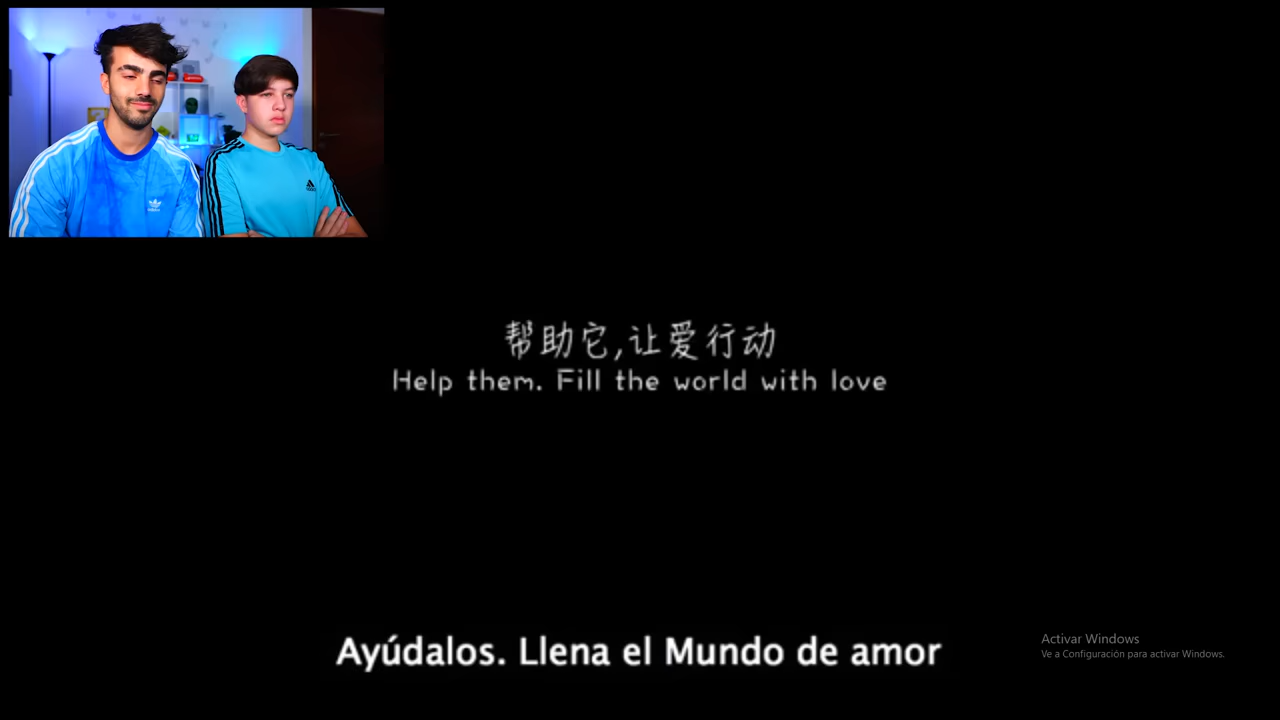 帮助它,让爱行动
Help them. Fill the world with love
Ayúdalos. Llena el Mundo de amor
Activar Windows
Ve a Configuración para activar Windows.